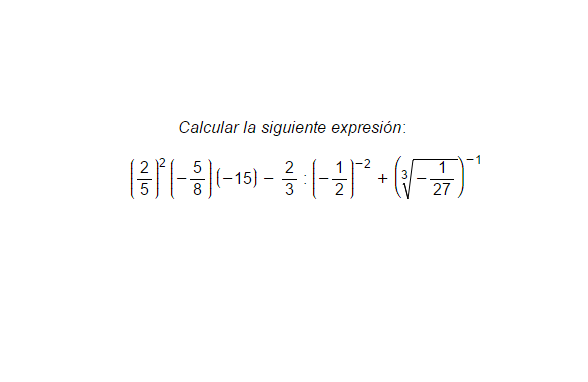 Calcular la siguiente expresión:
(2/5)²(−5/8)(−15) − 2/3 : (−1/2)⁻² + (∛−1/27)⁻¹